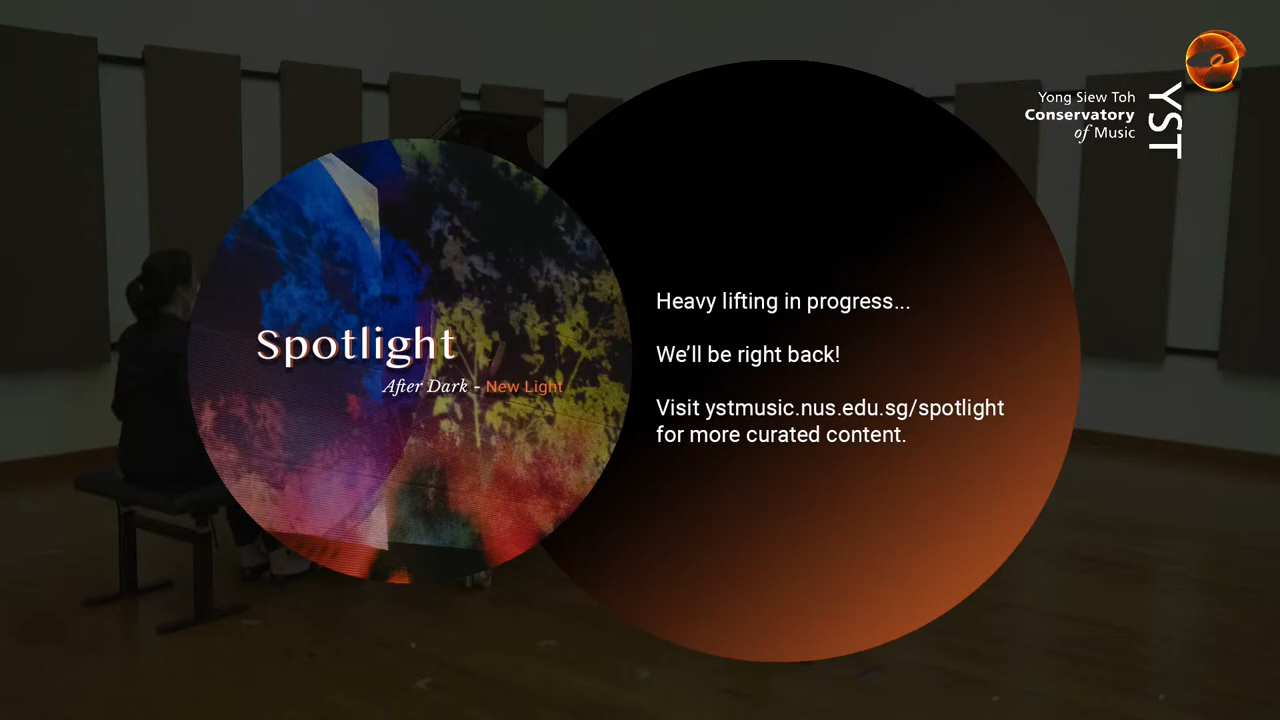 Yong Siew Toh
Conservatory
of Music
YST
Spotlight
After Dark - New Light
Heavy lifting in progress...
We’ll be right back!
Visit ystmusic.nus.edu.sg/spotlight
for more curated content.